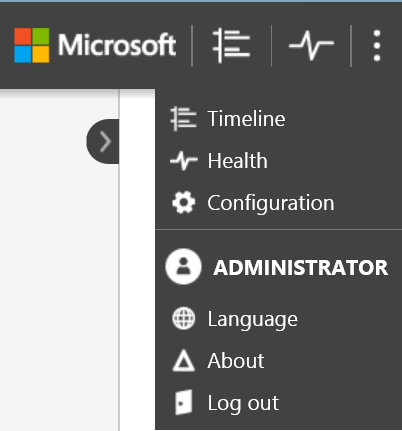 Microsoft
Timeline
Health
Configuration
ADMINISTRATOR
Language
About
Log out